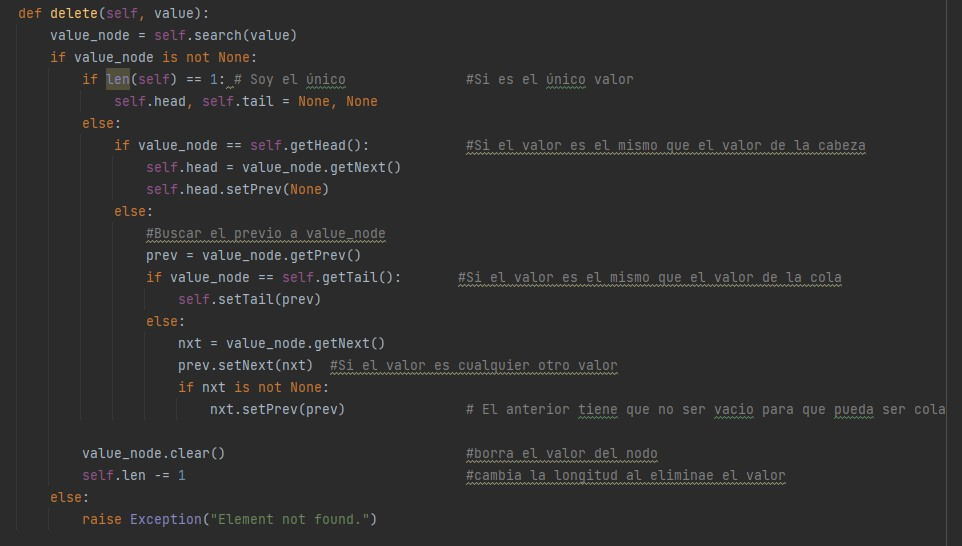 def delete(self, value):
value_node = self.search(value)
if value_node is not None:
if len(self) == 1: # Soy el único #Si es el único valor
self.head, self.tail = None, None
else:
if value_node == self.getHead(): #Si el valor es el mismo que el valor de la cabeza
self.head = value_node.getNext()
self.head.setPrev(None)
else:
#Buscar el previo a value_node
prev = value_node.getPrev()
if value_node == self.getTail(): #Si el valor es el mismo que el valor de la cola
self.setTail(prev)
else:
nxt = value_node.getNext()
prev.setNext(nxt) #Si el valor es cualquier otro valor
if nxt is not None:
nxt.setPrev(prev) # El anterior tiene que no ser vacio para que pueda ser cola
value_node.clear() #borra el valor del nodo
self.len -= 1 #cambia la longitud al eliminae el valor
else:
raise Exception("Element not found.")